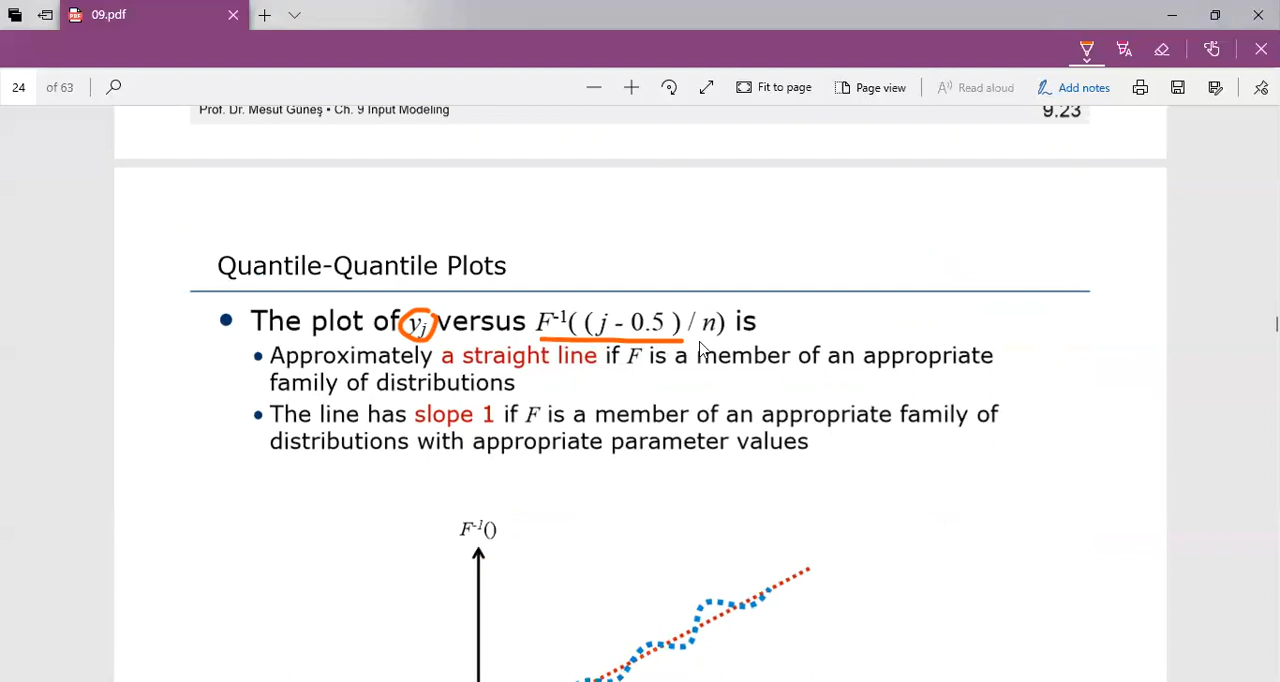 09.pdf
24 of 63
Fit to page
Page view
Read aloud
Add notes
Prof. Dr. Mesut Güneş • Ch. 9 Input Modeling 9.23
Quantile-Quantile Plots
• The plot of yj versus F-1( ( j - 0.5 ) / n) is
• Approximately a straight line if F is a member of an appropriate
family of distributions
• The line has slope 1 if F is a member of an appropriate family of
distributions with appropriate parameter values
F-1()